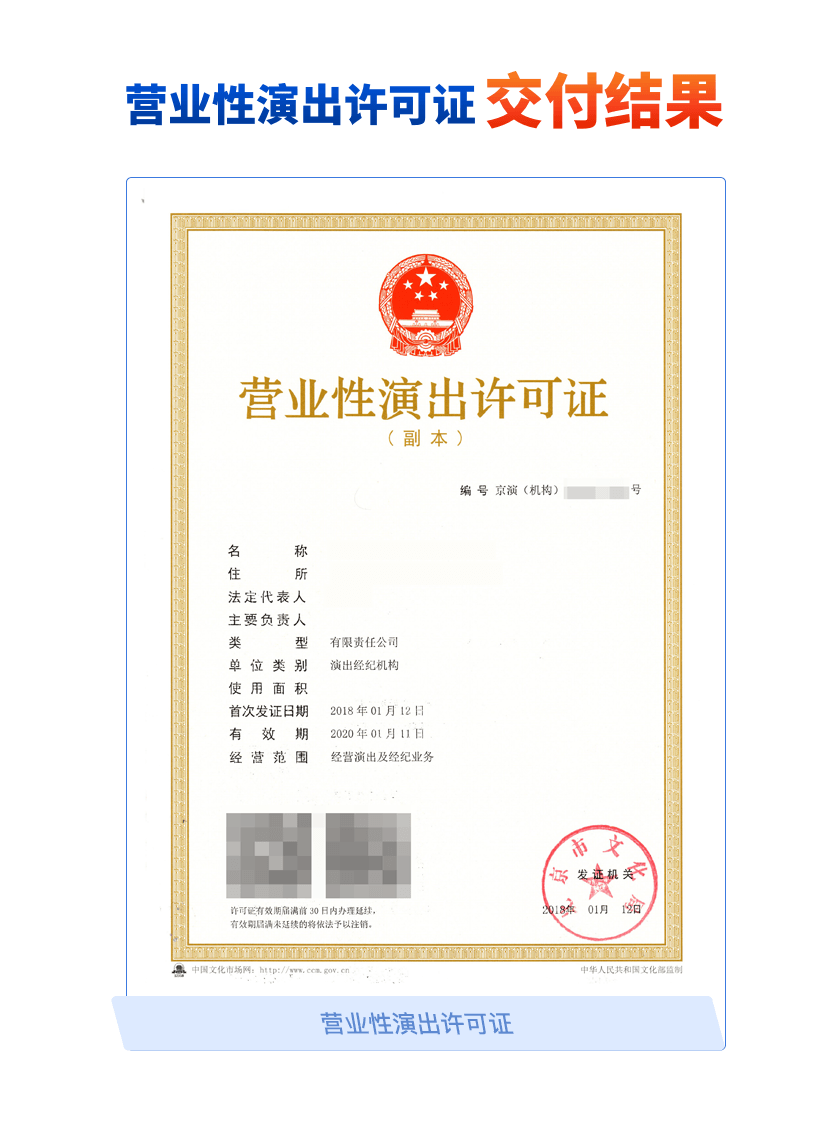 营业性演出许可证 交付结果
营业性演出许可证
（副本）
编号 京演（机构） 号
名称
住所
法定代表人
主要负责人
类型 有限责任公司
单位类别 演出经纪机构
使用面积
首次发证日期 2018年01月12日
有效期 2020年01月11日
经营范围 经营演出及经纪业务
北京市文化局
发证机关
2018年 01月 12日
许可证有效期届满前30日内办理延续，
有效期届满未延续的将依法予以注销。
中国文化市场网：http://www.ccm.gov.cn 中华人民共和国文化部监制
营业性演出许可证